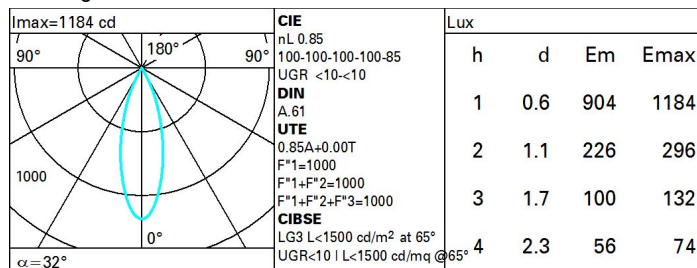 Imax=1184 cd
90°
180°
90°
1000
0°
α=32°
CIE
nL 0.85
100-100-100-100-85
UGR <10-<10
DIN
A.61
UTE
0.85A+0.00T
F"1=1000
F"1+F"2=1000
F"1+F"2+F"3=1000
CIBSE
LG3 L<1500 cd/m² at 65°
UGR<10 | L<1500 cd/mq @65°
Lux
h d Em Emax
1 0.6 904 1184
2 1.1 226 296
3 1.7 100 132
4 2.3 56 74